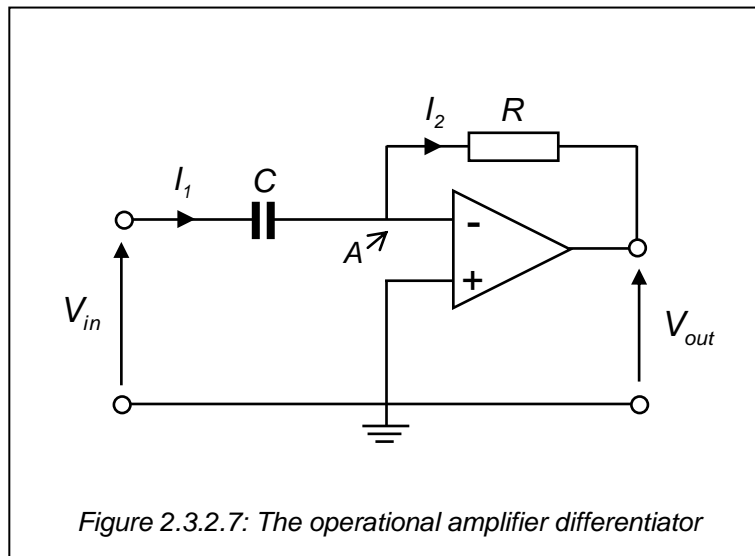 I2 R
I1 C
-
A
+
Vin Vout
Figure 2.3.2.7: The operational amplifier differentiator